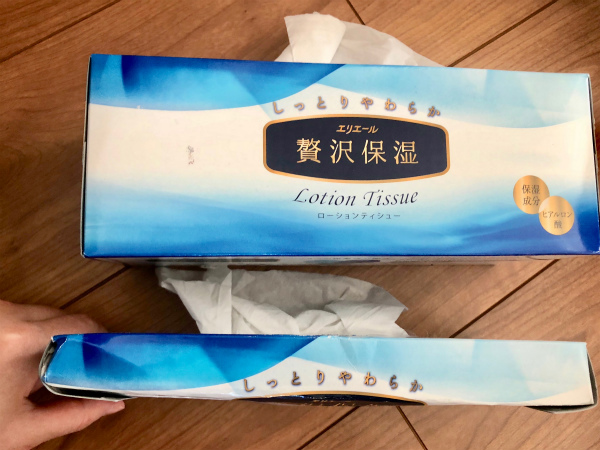 しっとりやわらか
エリエール
贅沢保湿
Lotion Tissue
ローションティシュー
保湿
成分
ヒアルロン
酸
しっとりやわらか